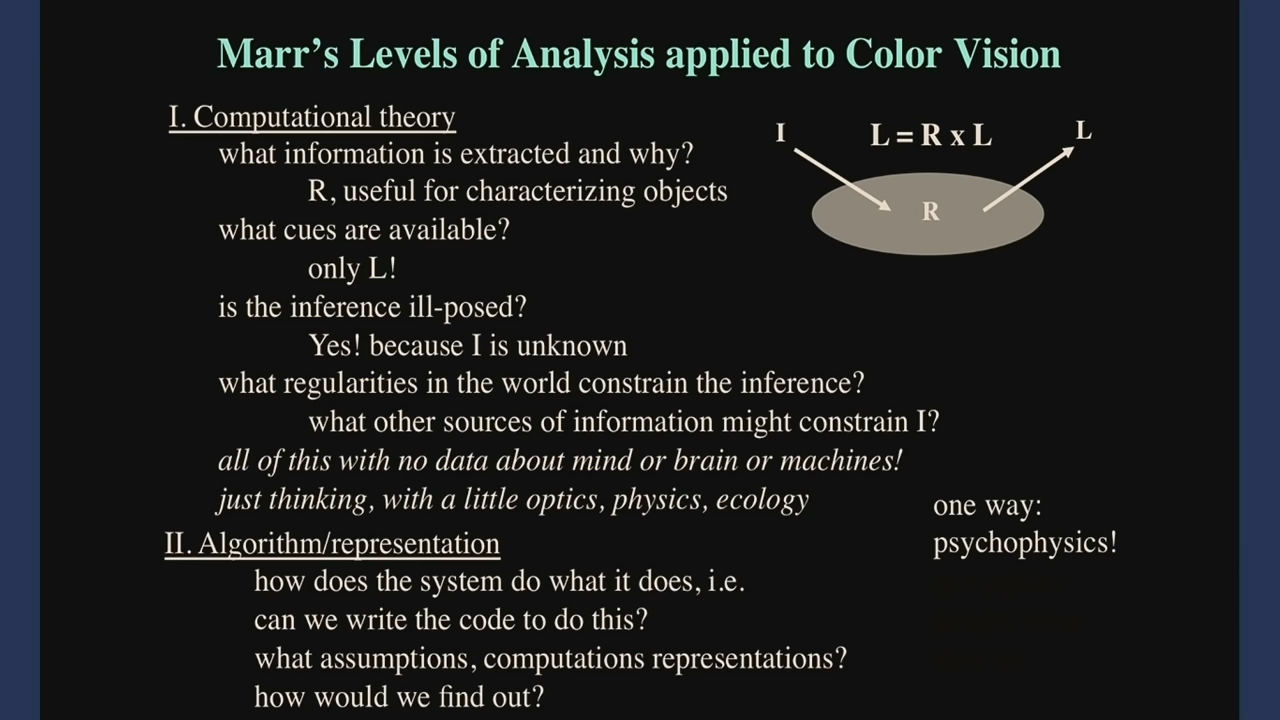 Marr's Levels of Analysis applied to Color Vision
I. Computational theory
what information is extracted and why?
R, useful for characterizing objects
what cues are available?
only L!
is the inference ill-posed?
Yes! because I is unknown
what regularities in the world constrain the inference?
what other sources of information might constrain I?
all of this with no data about mind or brain or machines!
just thinking, with a little optics, physics, ecology
II. Algorithm/representation
how does the system do what it does, i.e.
can we write the code to do this?
what assumptions, computations representations?
how would we find out?
I
L = R x L
L
R
one way:
psychophysics!